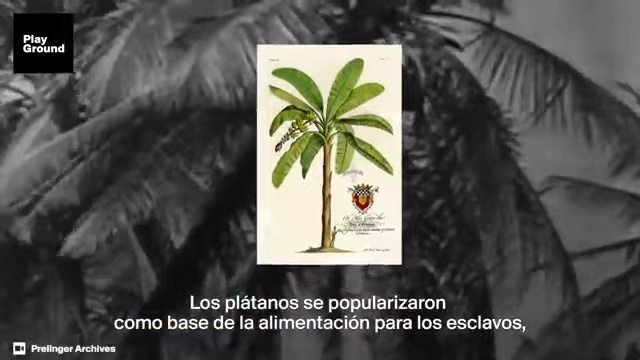 Play
Ground
Los plátanos se popularizaron
como base de la alimentación para los esclavos,
Prelinger Archives